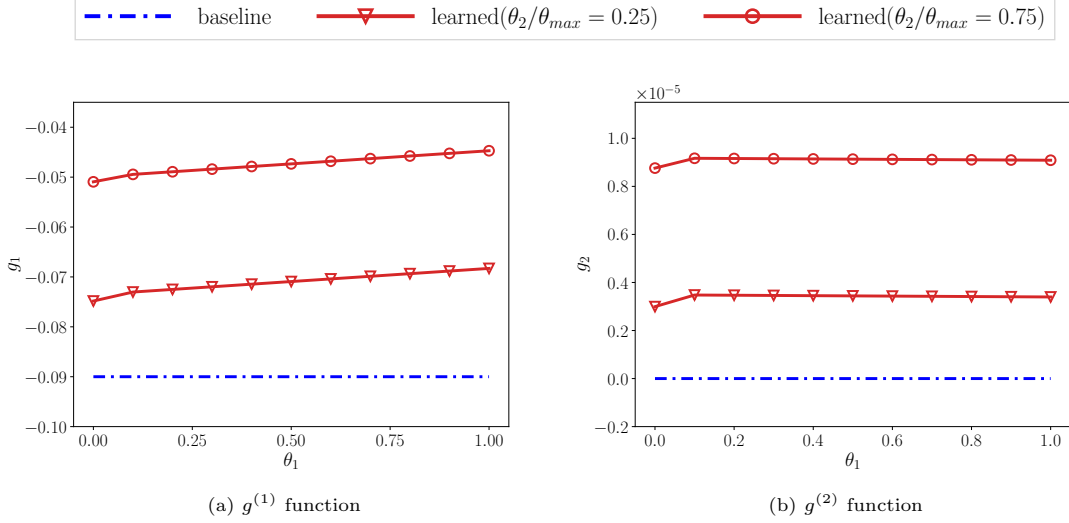 baseline
learned(θ₂/θₘₐₓ = 0.25)
learned(θ₂/θₘₐₓ = 0.75)
−0.04
−0.05
−0.06
−0.07
−0.08
−0.09
−0.10
g₁
0.00 0.25 0.50 0.75 1.00
θ₁
(a) g⁽¹⁾ function
×10⁻⁵
1.0
0.8
0.6
0.4
0.2
0.0
−0.2
g₂
0.0 0.2 0.4 0.6 0.8 1.0
θ₁
(b) g⁽²⁾ function